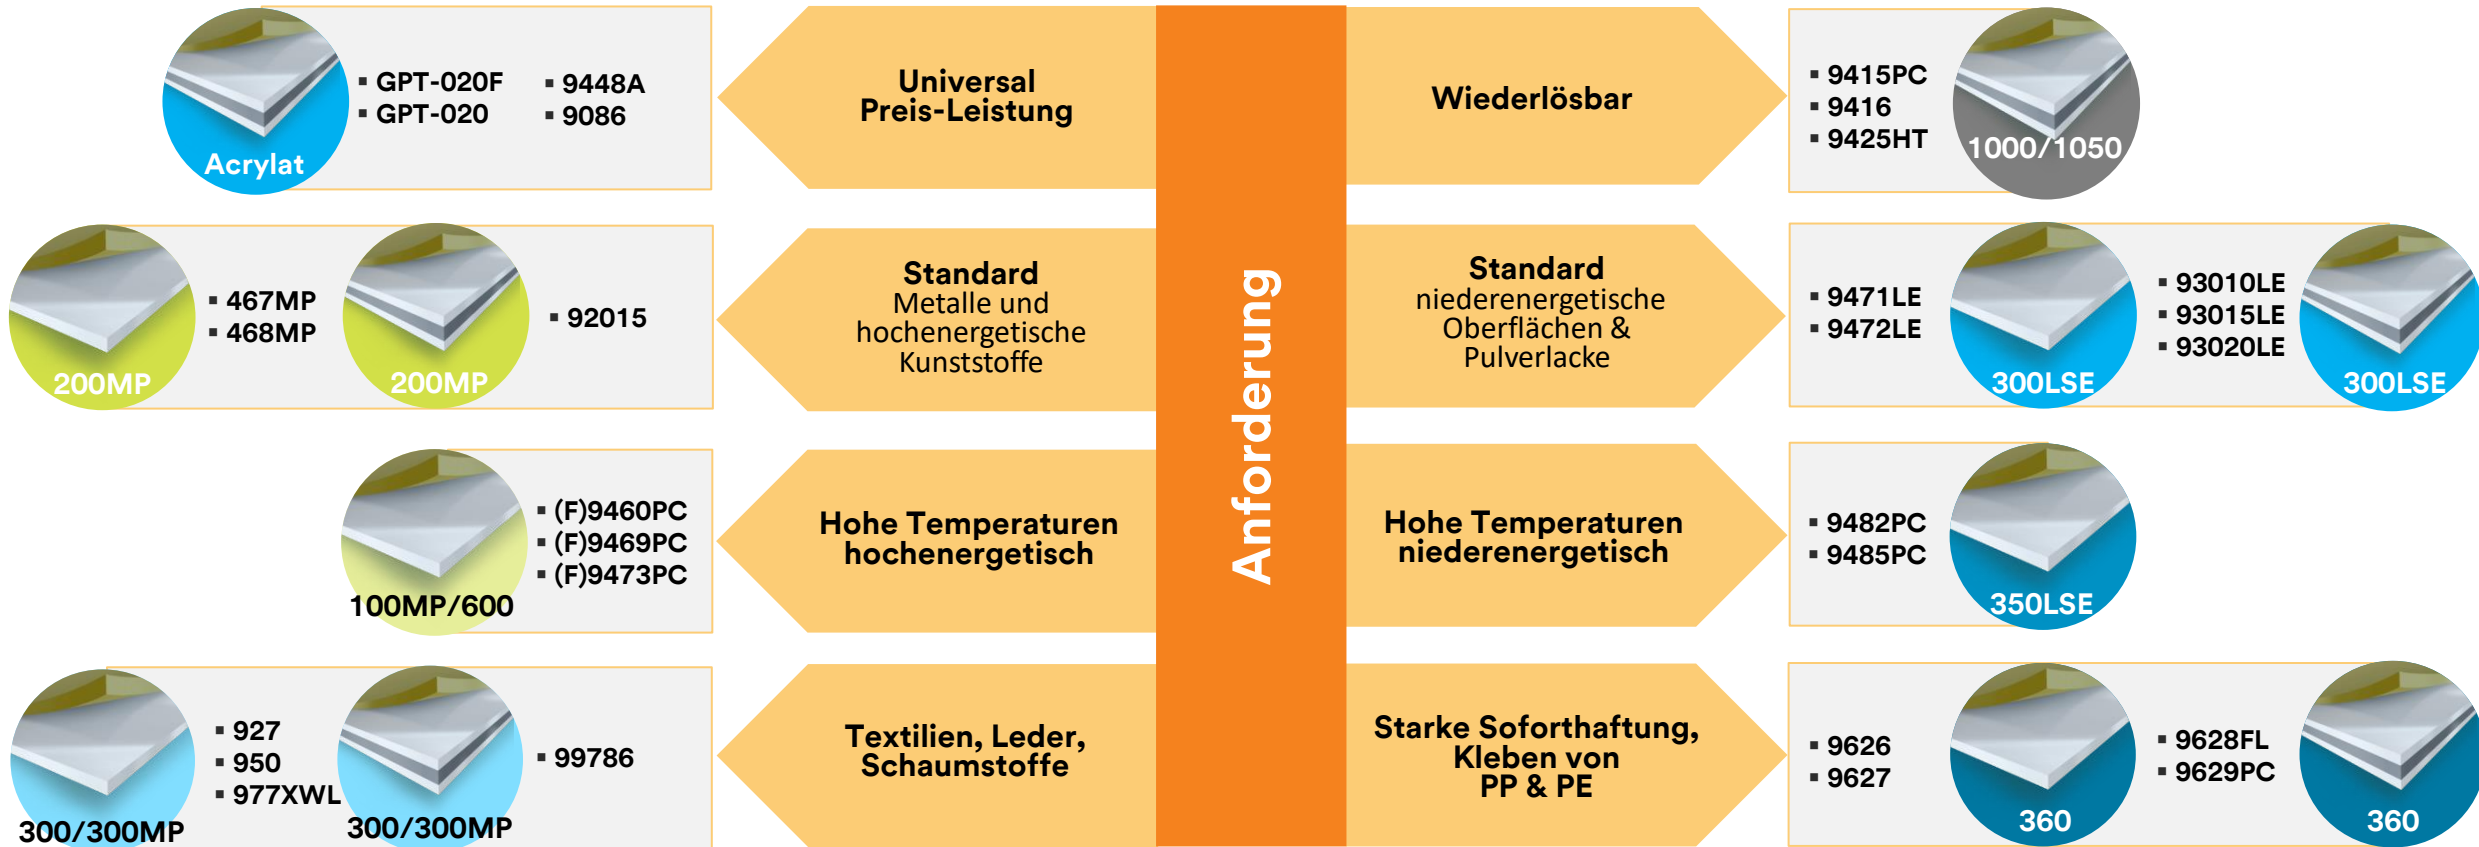 ▪ GPT-020F
▪ GPT-020
▪ 9448A
▪ 9086
Acrylat
Universal
Preis-Leistung
Wiederlösbar
▪ 9415PC
▪ 9416
▪ 9425HT
1000/1050
▪ 467MP
▪ 468MP
200MP
▪ 92015
200MP
Standard
Metalle und
hochenergetische
Kunststoffe
Anforderung
Standard
niederenergetische
Oberflächen &
Pulverlacke
▪ 9471LE
▪ 9472LE
300LSE
▪ 93010LE
▪ 93015LE
▪ 93020LE
300LSE
▪ (F)9460PC
▪ (F)9469PC
▪ (F)9473PC
100MP/600
Hohe Temperaturen
hochenergetisch
Hohe Temperaturen
niederenergetisch
▪ 9482PC
▪ 9485PC
350LSE
▪ 927
▪ 950
▪ 977XWL
300/300MP
▪ 99786
300/300MP
Textilien, Leder,
Schaumstoffe
Starke Soforthaftung,
Kleben von
PP & PE
▪ 9626
▪ 9627
360
▪ 9628FL
▪ 9629PC
360